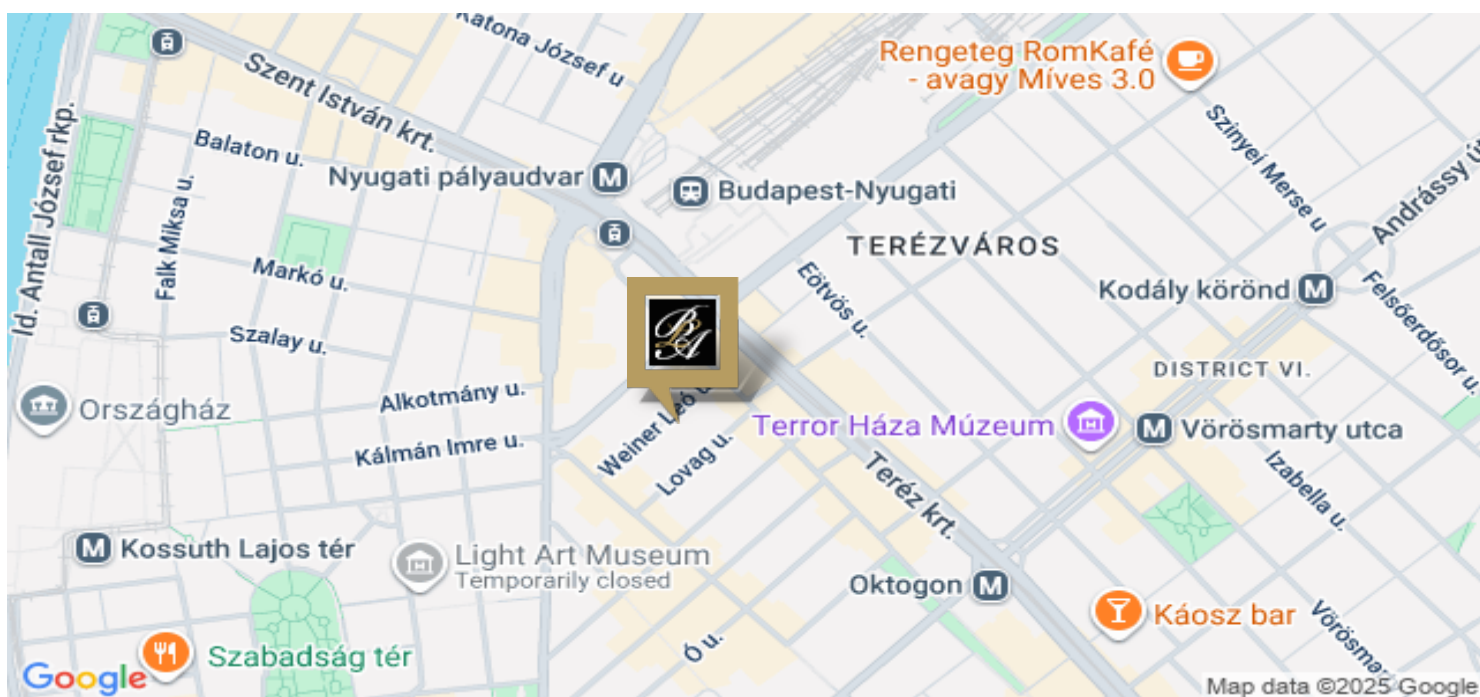 Katona József u
Szent István krt.
Rengeteg RomKafé
- avagy Míves 3.0
Id. Antall József rkp.
Balaton u.
Falk Miksa u.
Nyugati pályaudvar M
Budapest-Nyugati
Szinyei Merse u
Andrássy ú
TERÉZVÁROS
Markó u.
Eötvös u.
Kodály körönd M
Felsőerdősor u.
Szalay u.
BLA
DISTRICT VI.
Alkotmány u.
Országház
Weiner Leó u.
Terror Háza Múzeum
M Vörösmarty utca
Kálmán Imre u.
Lovag u.
Teréz krt.
Izabella u.
M Kossuth Lajos tér
Light Art Museum
Temporarily closed
Oktogon M
Káosz bar
Vörösmar
Ó u.
Szabadság tér
Google
Map data ©2025 Google